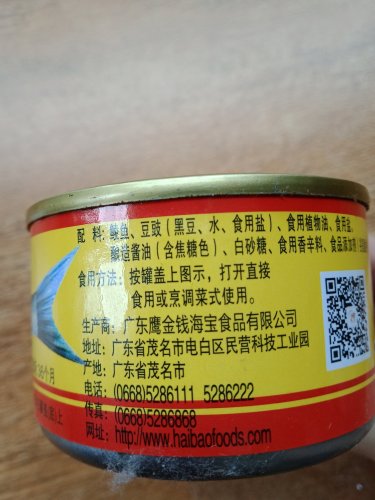 配 料：鲮鱼、豆豉（黑豆、水、食用盐）、食用植物油、食用盐、
酿造酱油（含焦糖色）、白砂糖、食用香辛料、食品添加剂
食用方法：按罐盖上图示，打开直接
食用或烹调菜式使用。
生产商：广东鹰金钱海宝食品有限公司
地址：广东省茂名市电白区民营科技工业园
产地：广东省茂名市
电话：(0668)5286111 5286222
传真：(0668)5286868
网址：http://www.haibaofoods.com
36个月
上